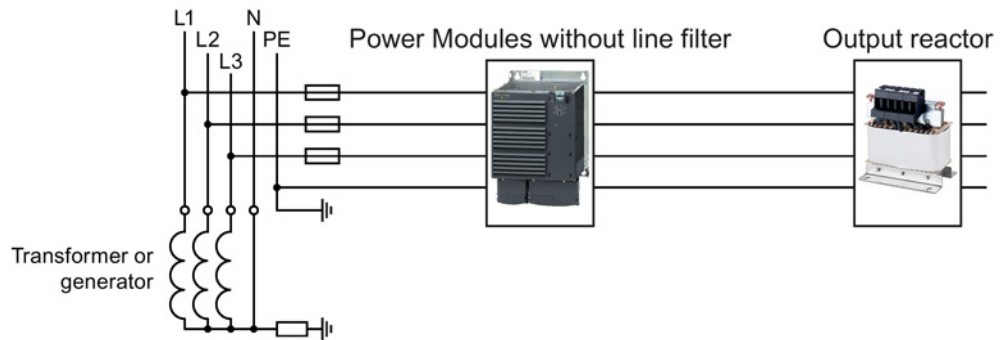 L1
N
L2
PE
L3
Power Modules without line filter
Output reactor
Transformer or
generator